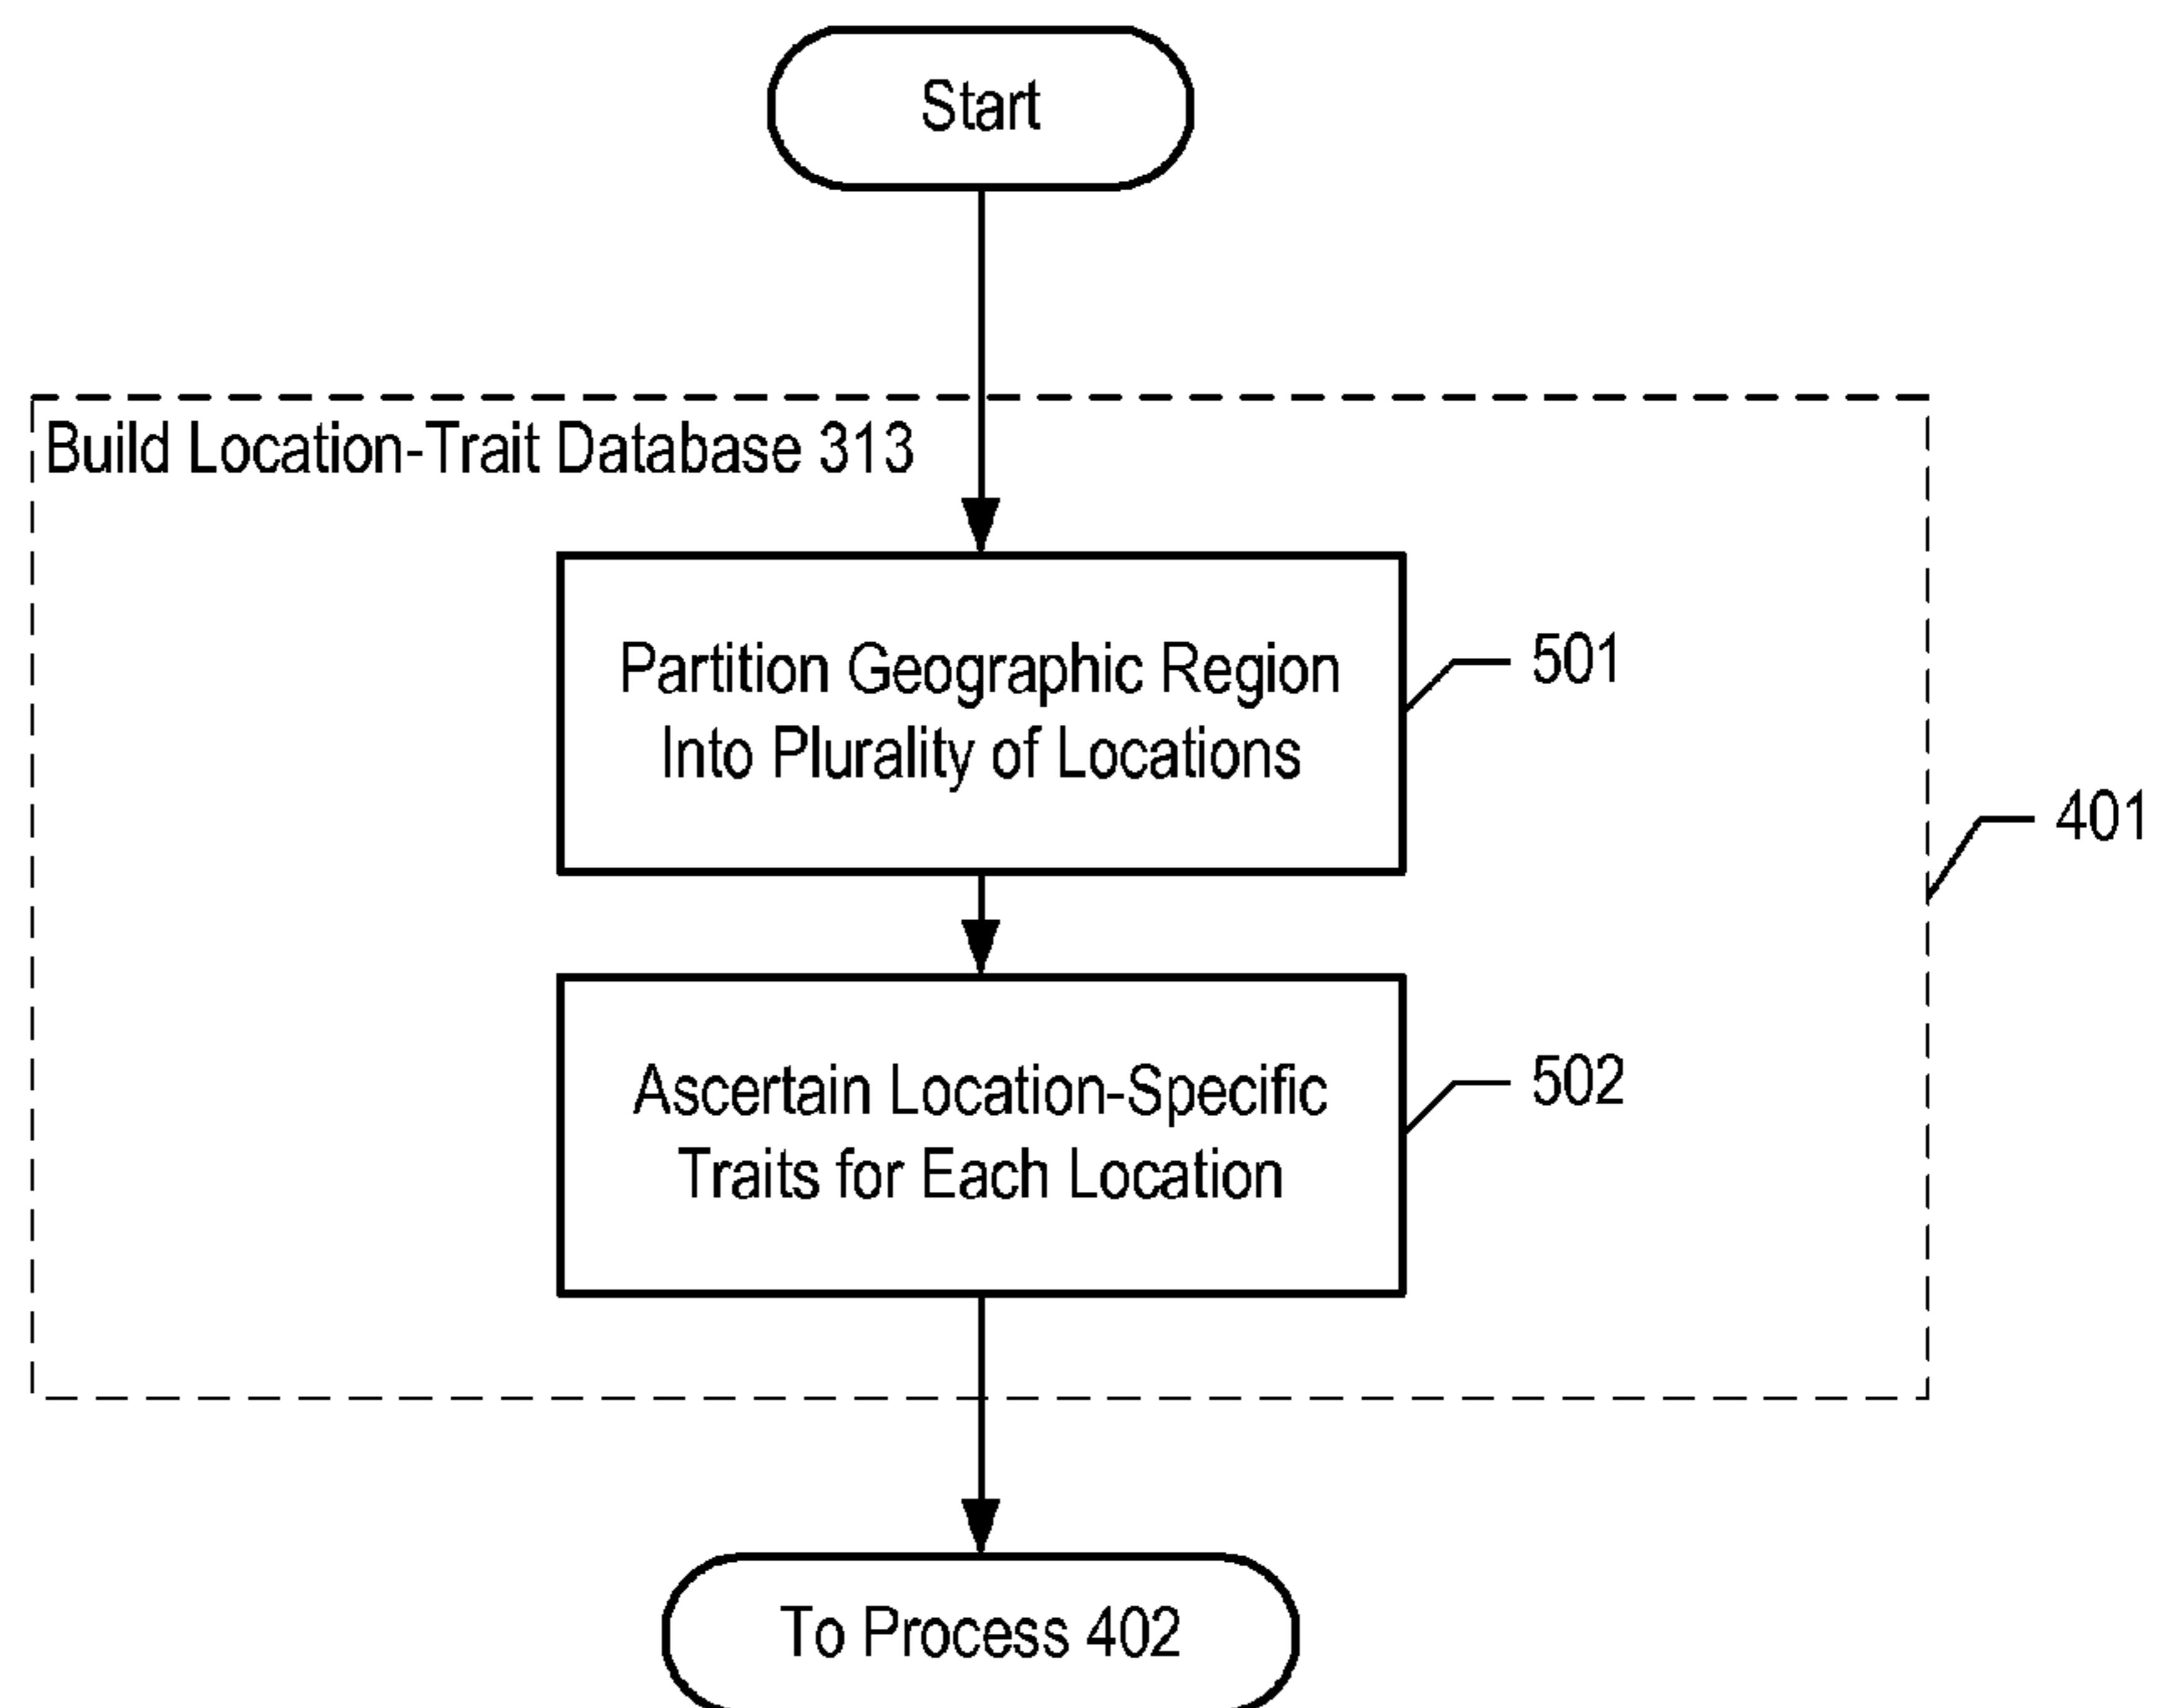 Start
Build Location-Trait Database 313
Partition Geographic Region
Into Plurality of Locations
501
401
Ascertain Location-Specific
Traits for Each Location
502
To Process 402